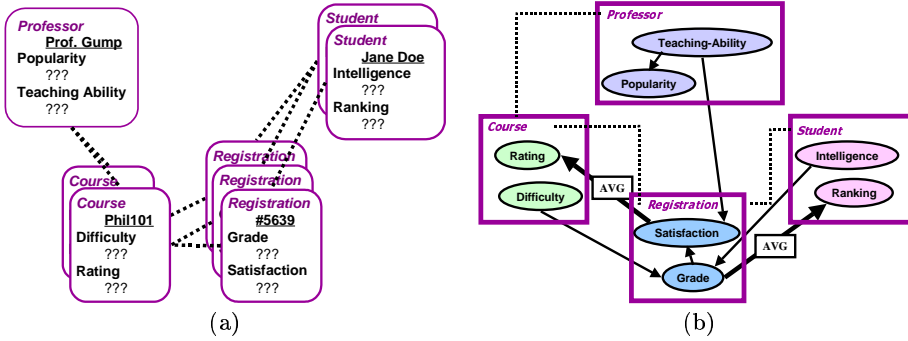 Professor
Prof. Gump
Popularity
???
Teaching Ability
???
Student
Student
Jane Doe
Intelligence
???
Ranking
???
Course
Course
Phil101
Difficulty
???
Rating
???
Registration
Registration
Registration
#5639
Grade
???
Satisfaction
???
(a)
Professor
Teaching-Ability
Popularity
Course
Rating
Difficulty
Student
Intelligence
Ranking
AVG
Registration
Satisfaction
AVG
Grade
(b)